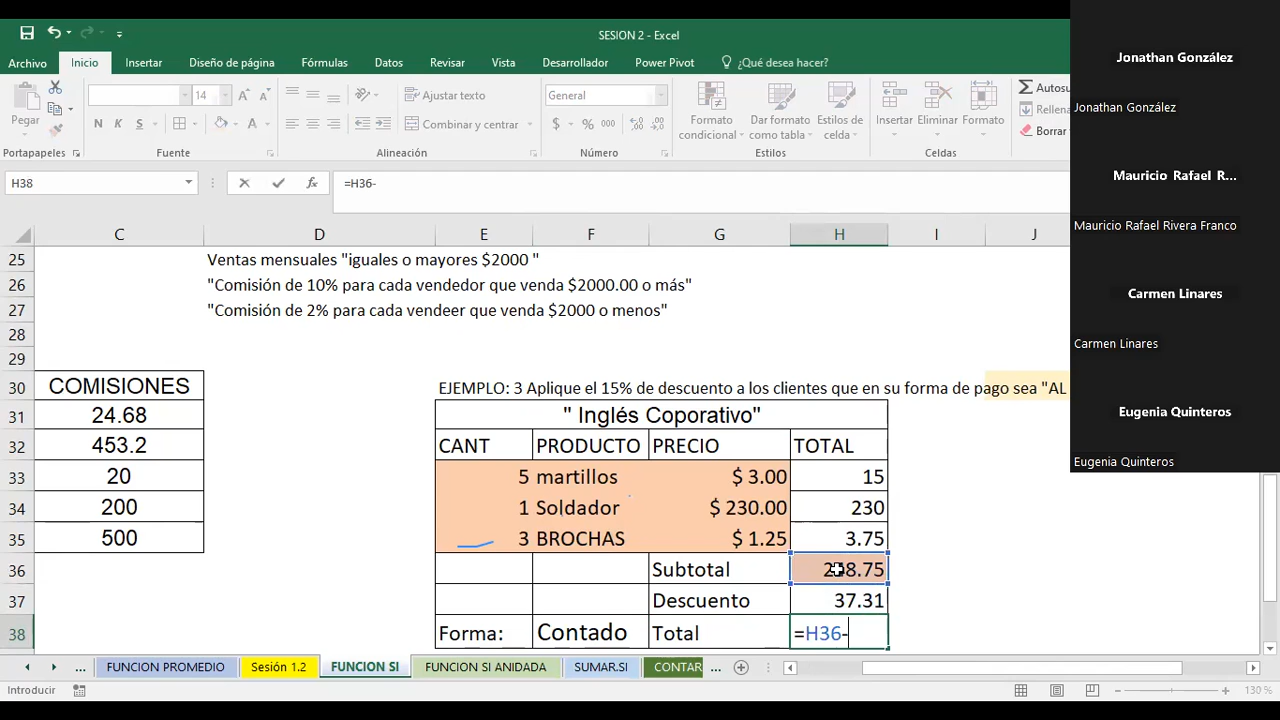 SESION 2 - Excel
Archivo Inicio Insertar Diseño de página Fórmulas Datos Revisar Vista Desarrollador Power Pivot ¿Qué desea hacer?
Pegar
14
N K S
Ajustar texto
Combinar y centrar
General
$ % 000
Formato condicional
Dar formato como tabla
Estilos de celda
Insertar Eliminar Formato
Autosu
Rellena
Borrar
Portapapeles Fuente Alineación Número Estilos Celdas
H38 fx =H36-
C D E F G H I J
25 Ventas mensuales "iguales o mayores $2000 "
26 "Comisión de 10% para cada vendedor que venda $2000.00 o más"
27 "Comisión de 2% para cada vendeer que venda $2000 o menos"
28
29
30 COMISIONES EJEMPLO: 3 Aplique el 15% de descuento a los clientes que en su forma de pago sea "AL
31 24.68 " Inglés Coporativo"
32 453.2 CANT PRODUCTO PRECIO TOTAL
33 20 5 martillos $ 3.00 15
34 200 1 Soldador $ 230.00 230
35 500 3 BROCHAS $ 1.25 3.75
36 Subtotal 248.75
37 Descuento 37.31
38 Forma: Contado Total =H36-
... FUNCION PROMEDIO Sesión 1.2 FUNCION SI FUNCION SI ANIDADA SUMAR.SI CONTAR ...
Introducir 130 %
Jonathan González
Jonathan González
Mauricio Rafael R...
Mauricio Rafael Rivera Franco
Carmen Linares
Carmen Linares
Eugenia Quinteros
Eugenia Quinteros